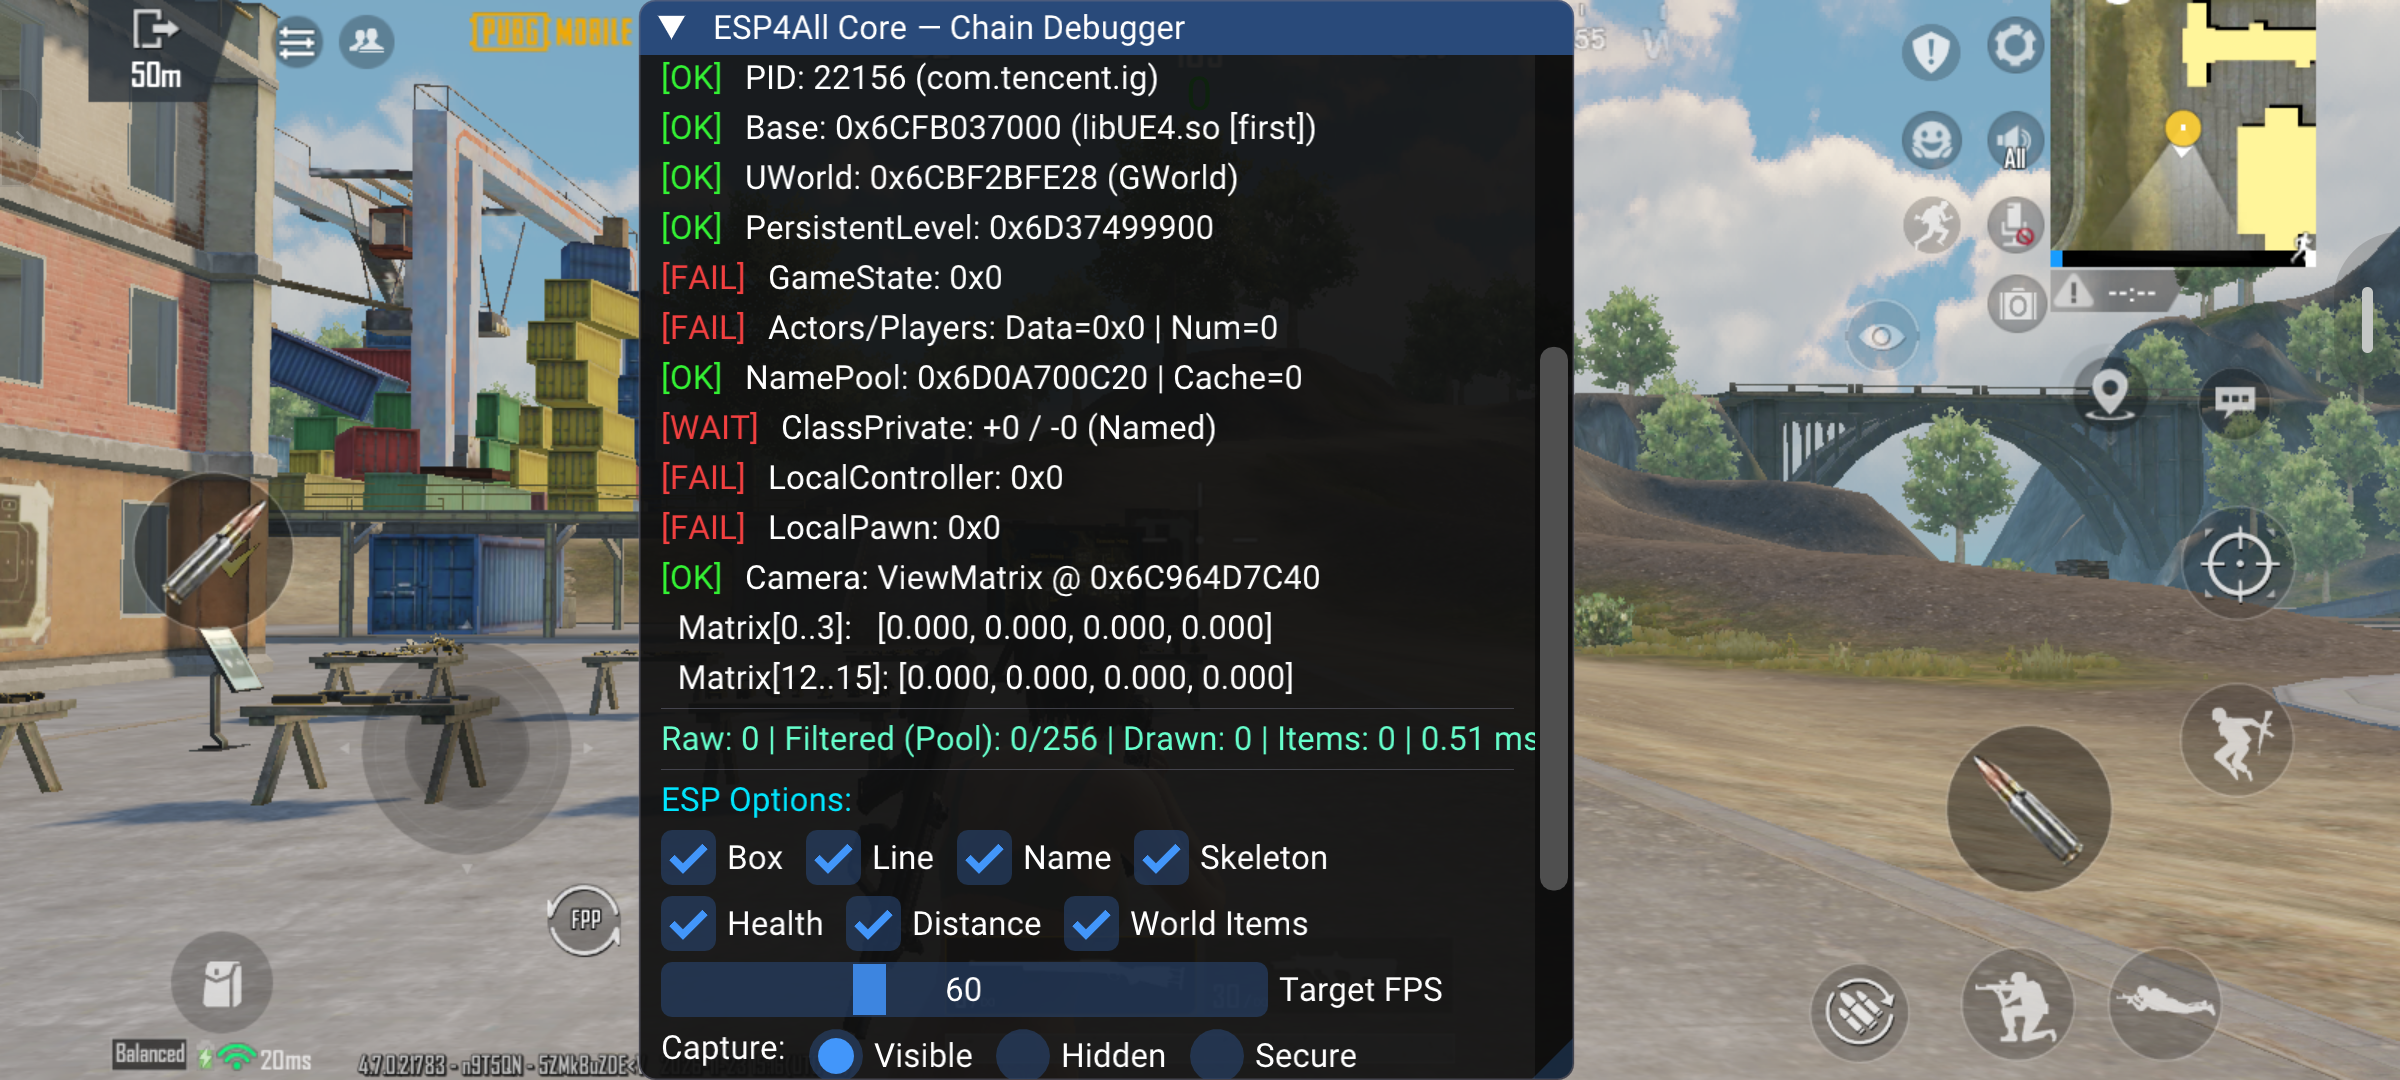 50m
PUBG MOBILE
ESP4All Core — Chain Debugger
[OK] PID: 22156 (com.tencent.ig)
[OK] Base: 0x6CFB037000 (libUE4.so [first])
[OK] UWorld: 0x6CBF2BFE28 (GWorld)
[OK] PersistentLevel: 0x6D37499900
[FAIL] GameState: 0x0
[FAIL] Actors/Players: Data=0x0 | Num=0
[OK] NamePool: 0x6D0A700C20 | Cache=0
[WAIT] ClassPrivate: +0 / -0 (Named)
[FAIL] LocalController: 0x0
[FAIL] LocalPawn: 0x0
[OK] Camera: ViewMatrix @ 0x6C964D7C40
Matrix[0..3]: [0.000, 0.000, 0.000, 0.000]
Matrix[12..15]: [0.000, 0.000, 0.000, 0.000]
Raw: 0 | Filtered (Pool): 0/256 | Drawn: 0 | Items: 0 | 0.51 ms
ESP Options:
Box Line Name Skeleton
Health Distance World Items
60 Target FPS
Capture: Visible Hidden Secure
55 W
All
--:--
FPP
Balanced 20ms